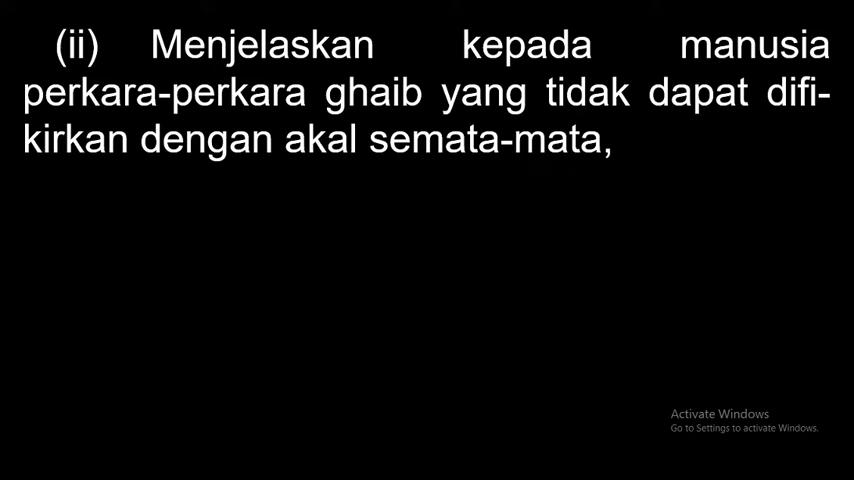 (ii) Menjelaskan kepada manusia
perkara-perkara ghaib yang tidak dapat difi-
kirkan dengan akal semata-mata,
Activate Windows
Go to Settings to activate Windows.